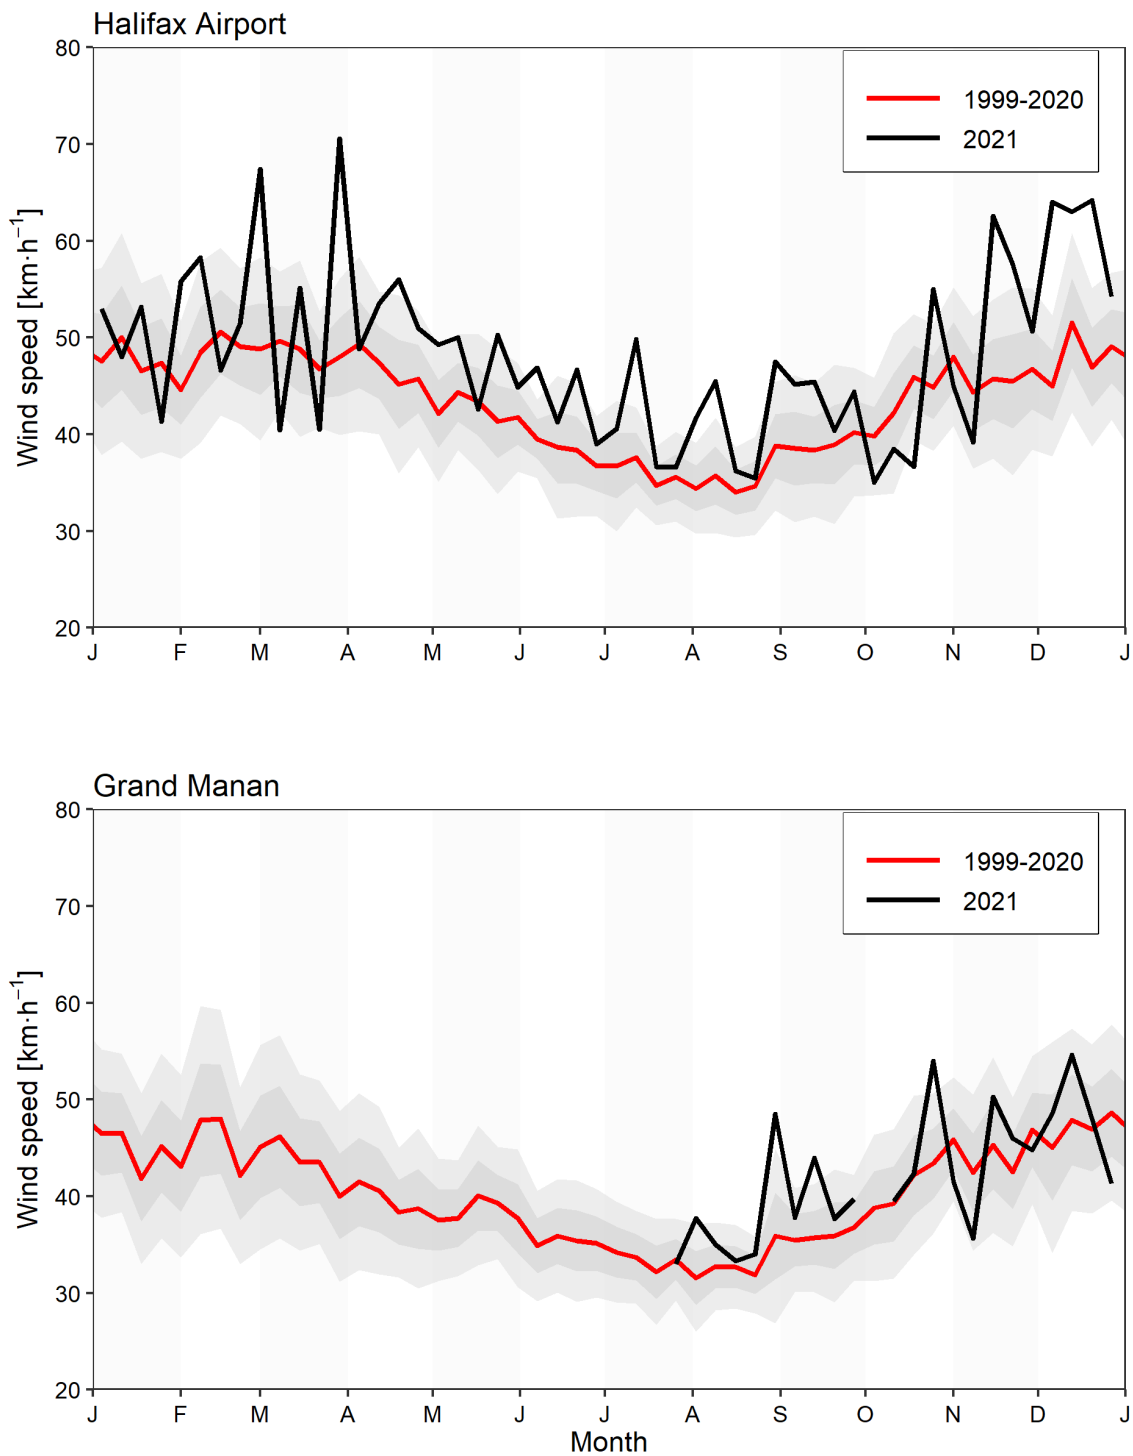 Halifax Airport
80
70
60
50
40
30
20
Wind speed [km·h⁻¹]
1999-2020
2021
J F M A M J J A S O N D J
Grand Manan
80
70
60
50
40
30
20
Wind speed [km·h⁻¹]
1999-2020
2021
J F M A M J J A S O N D J
Month